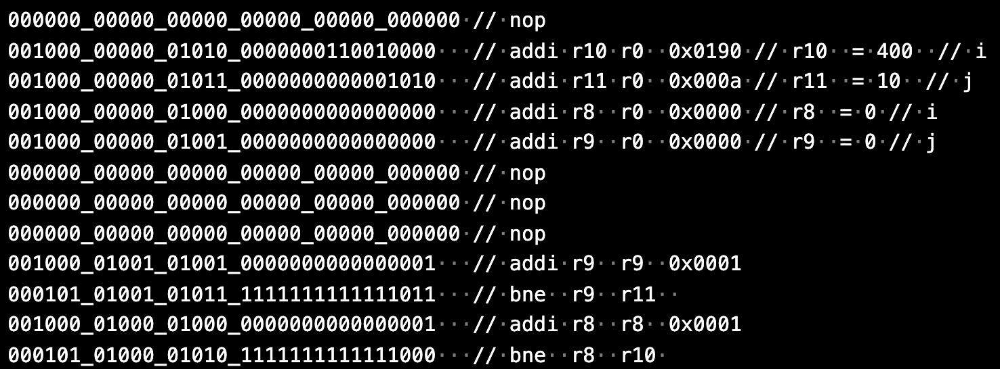 000000_00000_00000_00000_00000_000000 // nop
001000_00000_01010_0000000110010000   // addi r10 r0  0x0190 // r10  = 400  // i
001000_00000_01011_0000000000001010   // addi r11 r0  0x000a // r11  = 10  // j
001000_00000_01000_0000000000000000   // addi r8  r0  0x0000 // r8  = 0 // i
001000_00000_01001_0000000000000000   // addi r9  r0  0x0000 // r9  = 0 // j
000000_00000_00000_00000_00000_000000 // nop
000000_00000_00000_00000_00000_000000 // nop
000000_00000_00000_00000_00000_000000 // nop
001000_01001_01001_0000000000000001   // addi r9  r9  0x0001
000101_01001_01011_1111111111111011   // bne  r9  r11
001000_01000_01000_0000000000000001   // addi r8  r8  0x0001
000101_01000_01010_1111111111111000   // bne  r8  r10